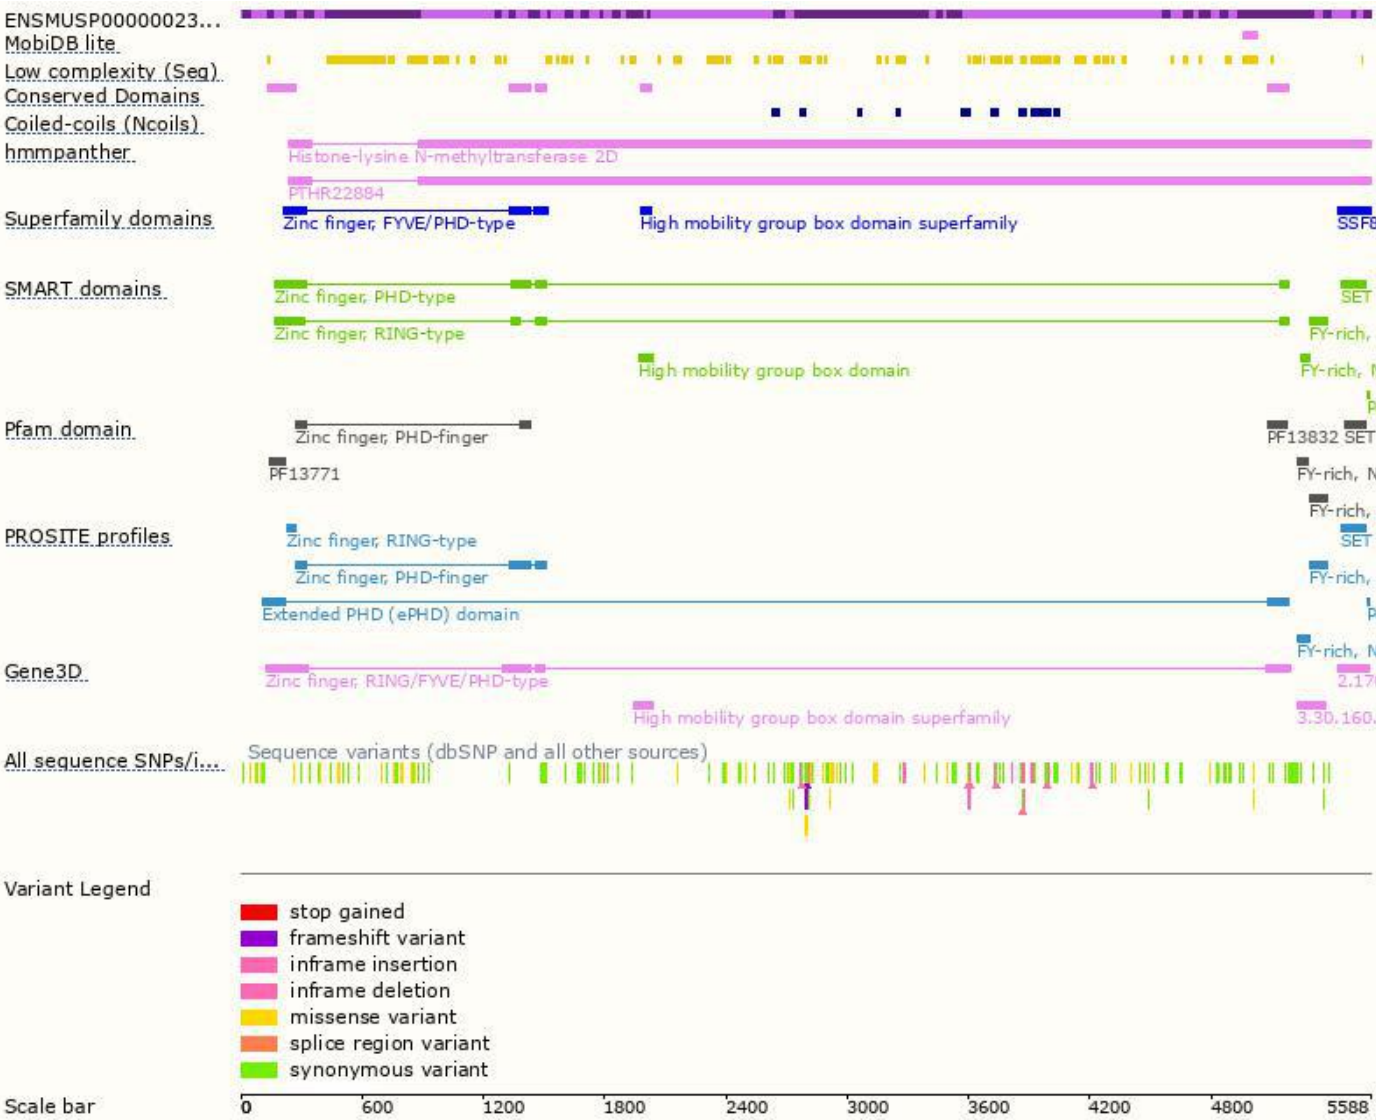 ENSMUSP00000023...
MobiDB lite
Low complexity (Seg)
Conserved Domains
Coiled-coils (Ncoils)
hmmpanther
Histone-lysine N-methyltransferase 2D
PTHR22884
Superfamily domains
Zinc finger, FYVE/PHD-type
High mobility group box domain superfamily
SSF8
SMART domains
Zinc finger, PHD-type
SET
Zinc finger, RING-type
FY-rich,
High mobility group box domain
FY-rich, N
P
Pfam domain
Zinc finger, PHD-finger
PF13832 SET
PF13771
FY-rich, N
FY-rich,
PROSITE profiles
Zinc finger, RING-type
SET
Zinc finger, PHD-finger
FY-rich,
Extended PHD (ePHD) domain
P
FY-rich, N
Gene3D
Zinc finger, RING/FYVE/PHD-type
2.170
High mobility group box domain superfamily
3.30.160.
All sequence SNPs/i...
Sequence variants (dbSNP and all other sources)
Variant Legend
stop gained
frameshift variant
inframe insertion
inframe deletion
missense variant
splice region variant
synonymous variant
Scale bar
0 600 1200 1800 2400 3000 3600 4200 4800 5588